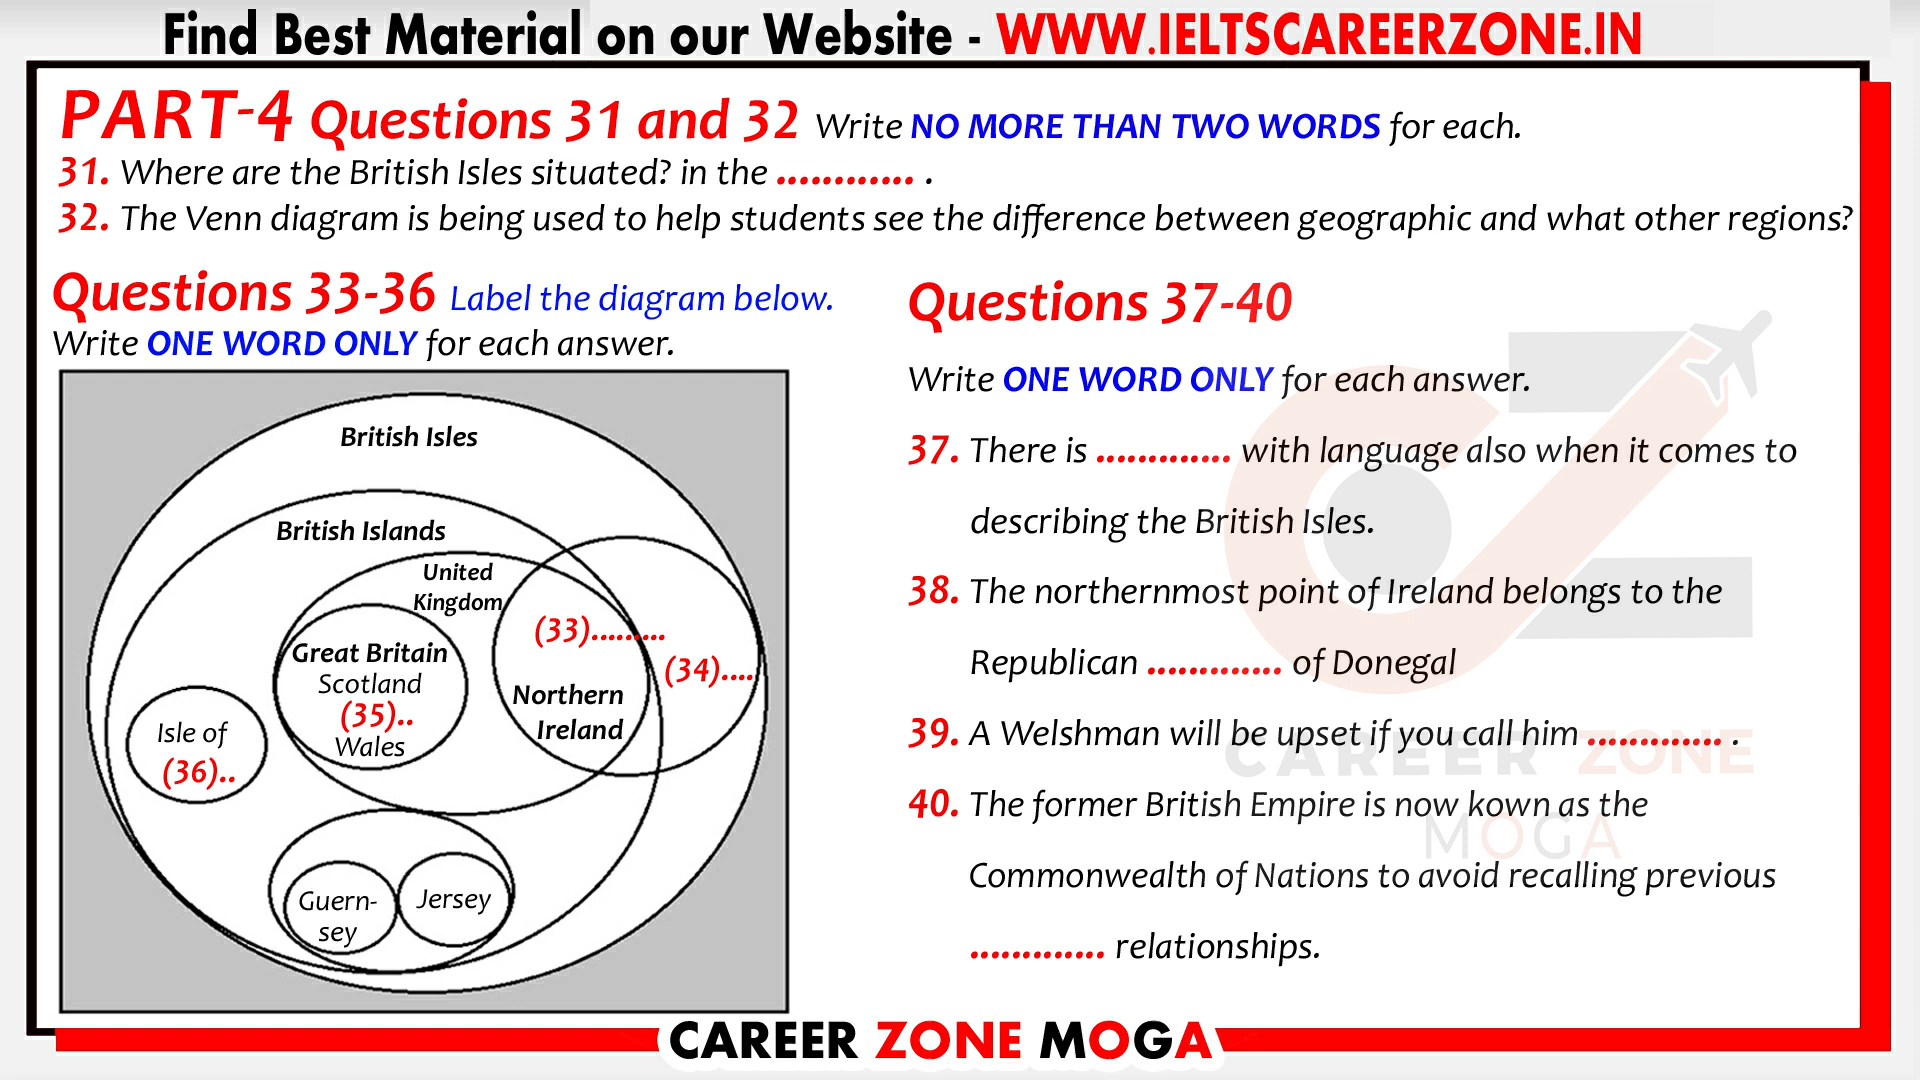 Find Best Material on our Website - WWW.IELTSCAREERZONE.IN
PART-4 Questions 31 and 32 Write NO MORE THAN TWO WORDS for each.
31. Where are the British Isles situated? in the ............ .
32. The Venn diagram is being used to help students see the difference between geographic and what other regions?
Questions 33-36 Label the diagram below.
Write ONE WORD ONLY for each answer.
British Isles
British Islands
United
Kingdom
(33).........
(34)....
Great Britain
Scotland
(35)..
Wales
Northern
Ireland
Isle of
(36)..
Guern-
sey
Jersey
Questions 37-40
Write ONE WORD ONLY for each answer.
37. There is ............. with language also when it comes to
describing the British Isles.
38. The northernmost point of Ireland belongs to the
Republican ............. of Donegal
39. A Welshman will be upset if you call him ............. .
40. The former British Empire is now kown as the
Commonwealth of Nations to avoid recalling previous
............. relationships.
CAREER ZONE
MOGA
CAREER ZONE MOGA